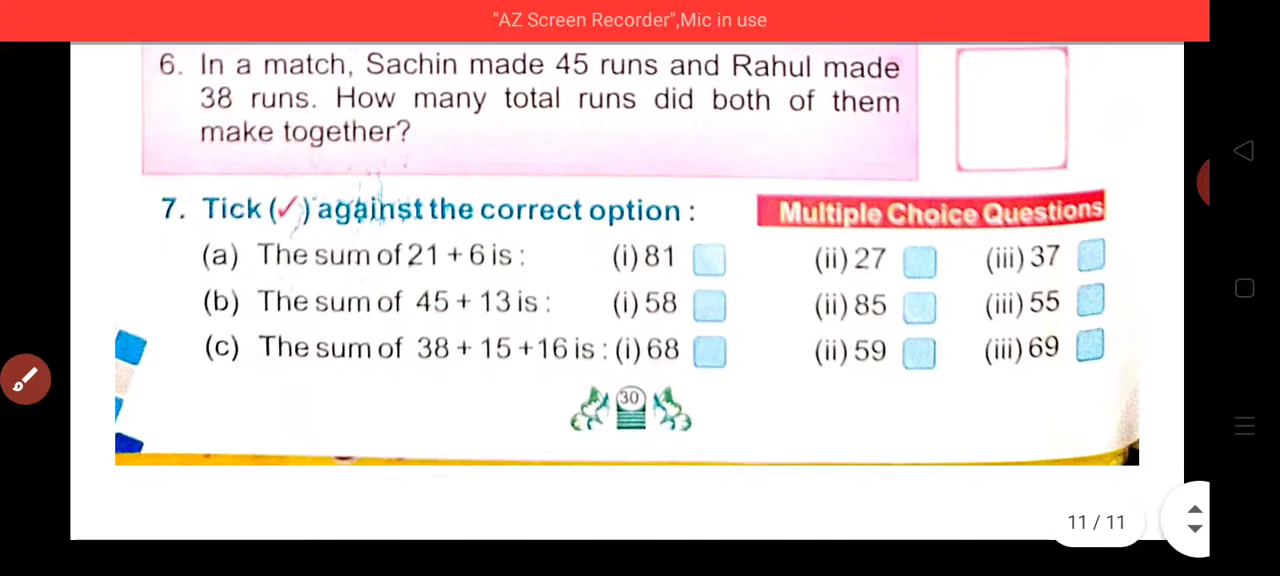 "AZ Screen Recorder",Mic in use
6. In a match, Sachin made 45 runs and Rahul made
38 runs. How many total runs did both of them
make together?
7. Tick (✓) against the correct option :
Multiple Choice Questions
(a) The sum of 21 + 6 is : (i) 81 (ii) 27 (iii) 37
(b) The sum of 45 + 13 is : (i) 58 (ii) 85 (iii) 55
(c) The sum of 38 + 15 +16 is : (i) 68 (ii) 59 (iii) 69
30
11 / 11